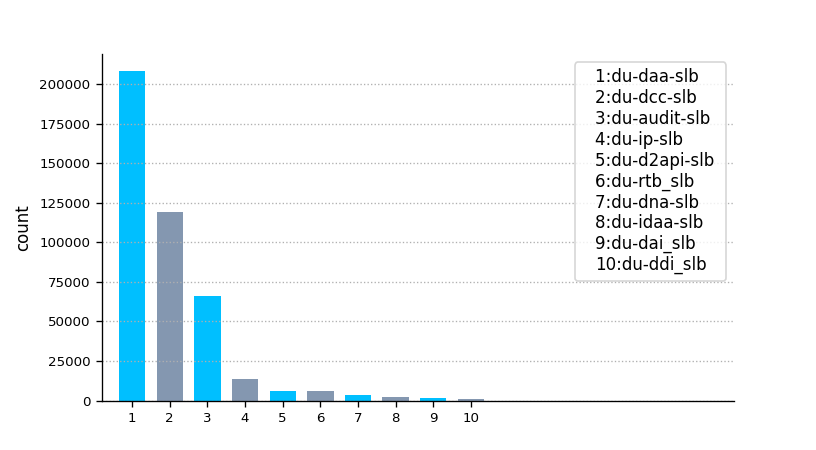 200000
175000
150000
125000
100000
75000
50000
25000
0
count
1 2 3 4 5 6 7 8 9 10
1:du-daa-slb
2:du-dcc-slb
3:du-audit-slb
4:du-ip-slb
5:du-d2api-slb
6:du-rtb_slb
7:du-dna-slb
8:du-idaa-slb
9:du-dai_slb
10:du-ddi_slb